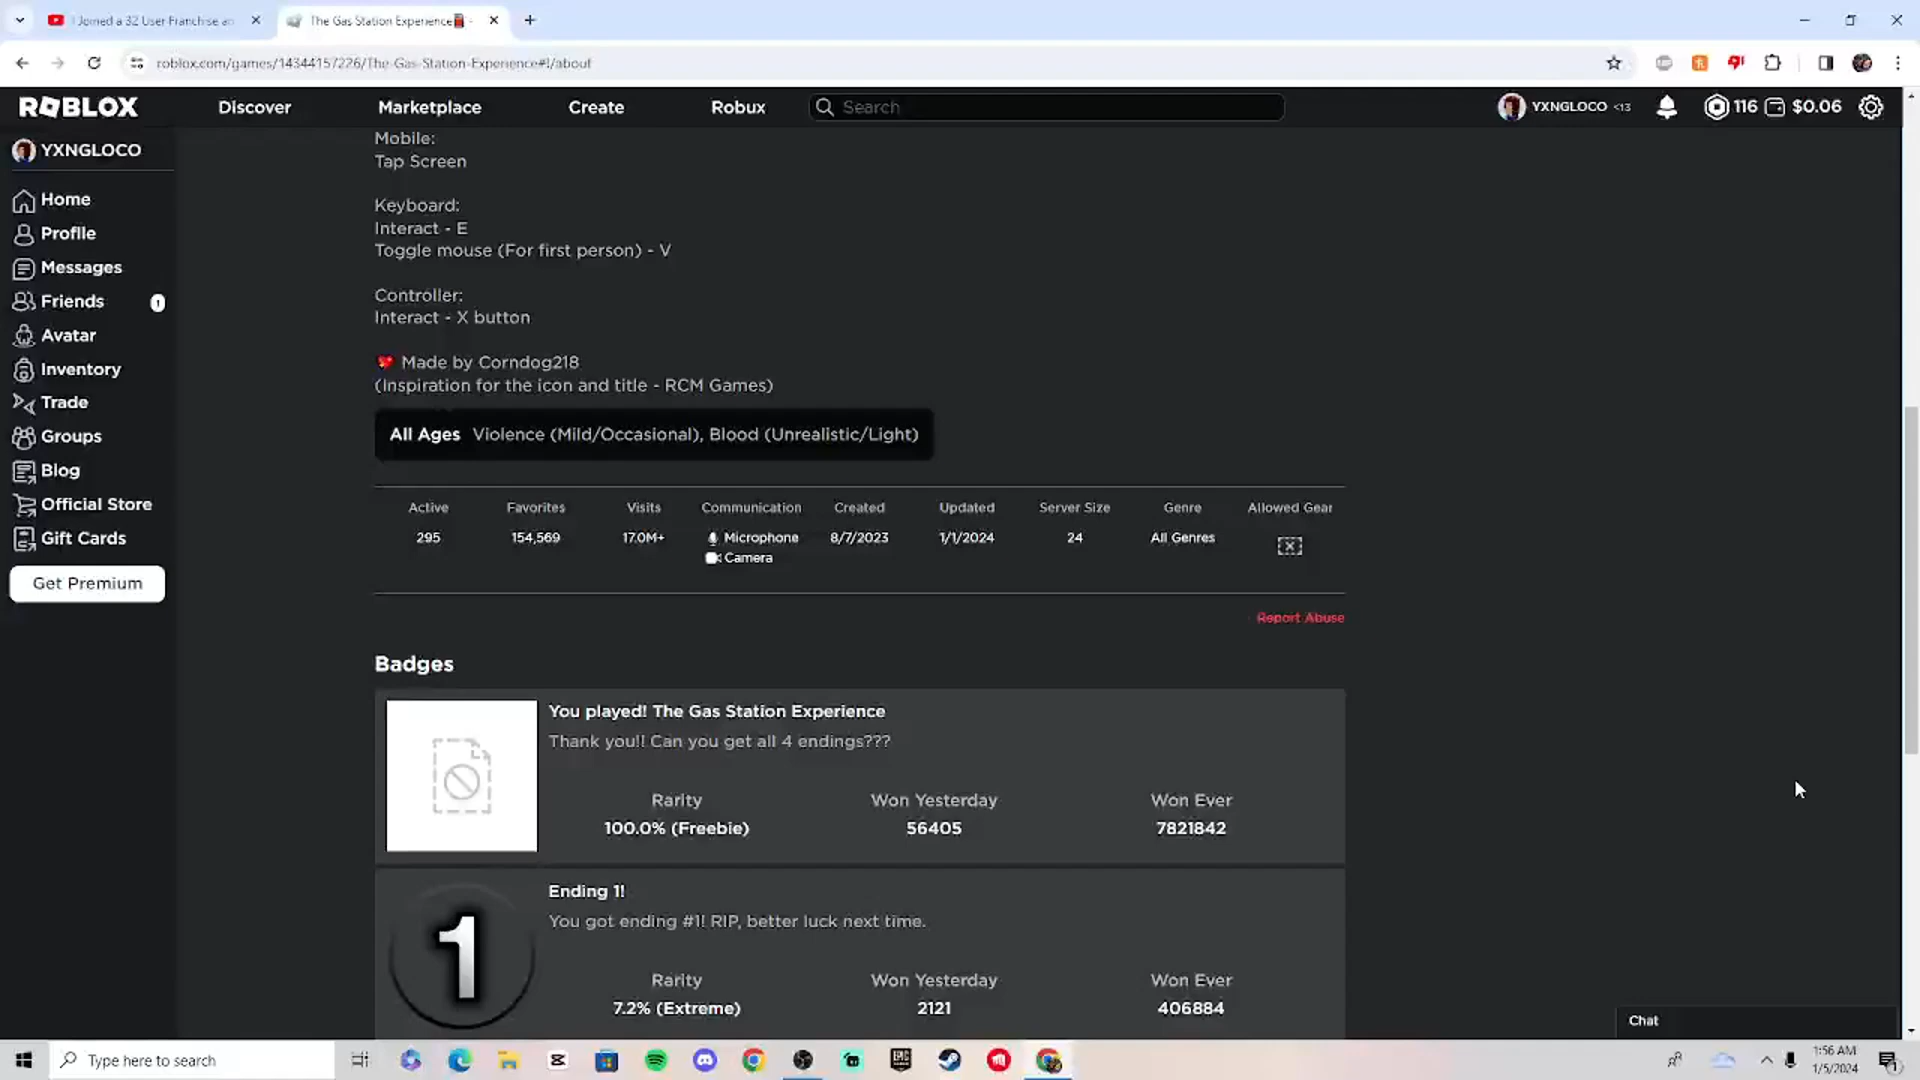 I Joined a 32 User Franchise an
The Gas Station Experience
roblox.com/games/14344157226/The-Gas-Station-Experience#!/about
ROBLOX
Discover
Marketplace
Create
Robux
Search
YXNGLOCO <13
116
$0.06
YXNGLOCO
Home
Profile
Messages
Friends
1
Avatar
Inventory
Trade
Groups
Blog
Official Store
Gift Cards
Get Premium
Mobile:
Tap Screen
Keyboard:
Interact - E
Toggle mouse (For first person) - V
Controller:
Interact - X button
Made by Corndog218
(Inspiration for the icon and title - RCM Games)
All Ages Violence (Mild/Occasional), Blood (Unrealistic/Light)
Active Favorites Visits Communication Created Updated Server Size Genre Allowed Gear
295 154,569 17.0M+ Microphone 8/7/2023 1/1/2024 24 All Genres
Camera
Report Abuse
Badges
You played! The Gas Station Experience
Thank you!! Can you get all 4 endings???
Rarity Won Yesterday Won Ever
100.0% (Freebie) 56405 7821842
1
Ending 1!
You got ending #1! RIP, better luck next time.
Rarity Won Yesterday Won Ever
7.2% (Extreme) 2121 406884
Chat
Type here to search
EPIC
1:56 AM
1/5/2024